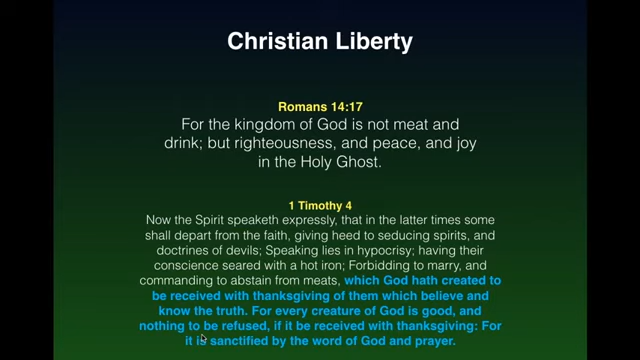 Christian Liberty
Romans 14:17
For the kingdom of God is not meat and
drink; but righteousness, and peace, and joy
in the Holy Ghost.
1 Timothy 4
Now the Spirit speaketh expressly, that in the latter times some
shall depart from the faith, giving heed to seducing spirits, and
doctrines of devils; Speaking lies in hypocrisy; having their
conscience seared with a hot iron; Forbidding to marry, and
commanding to abstain from meats, which God hath created to
be received with thanksgiving of them which believe and
know the truth. For every creature of God is good, and
nothing to be refused, if it be received with thanksgiving: For
it is sanctified by the word of God and prayer.